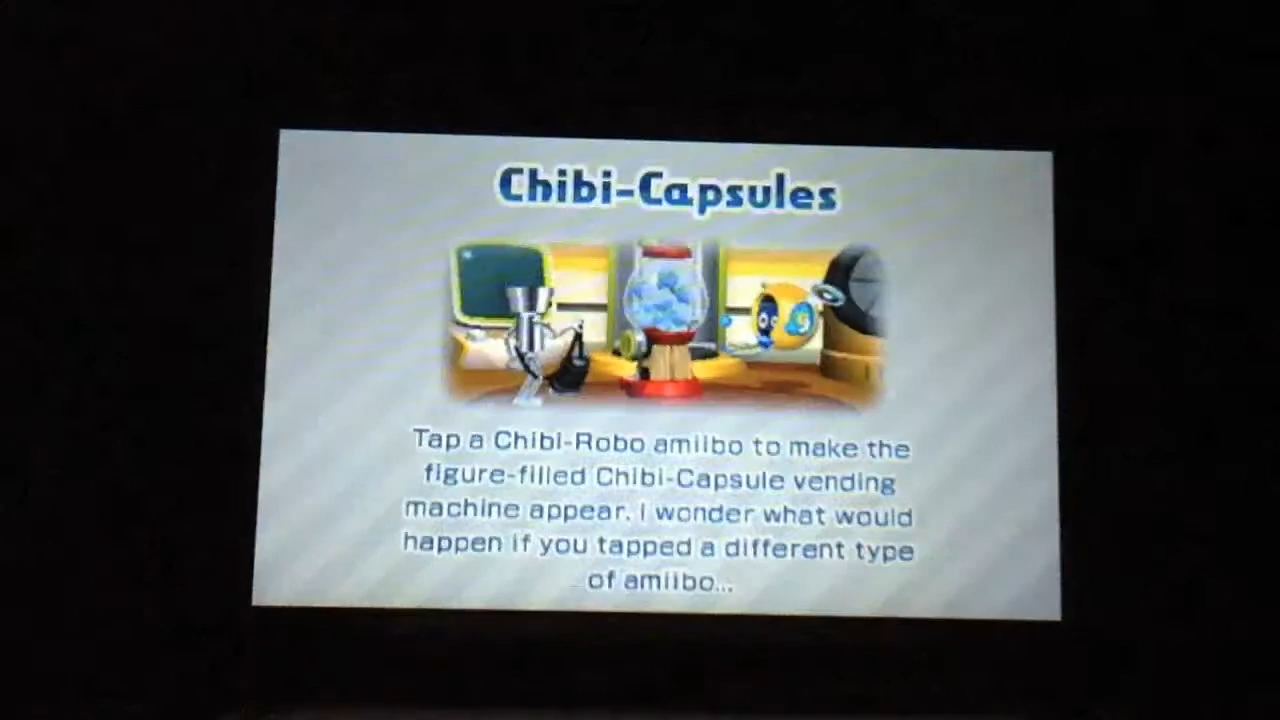 Chibi-Capsules
Tap a Chibi-Robo amiibo to make the
figure-filled Chibi-Capsule vending
machine appear. I wonder what would
happen if you tapped a different type
of amiibo...